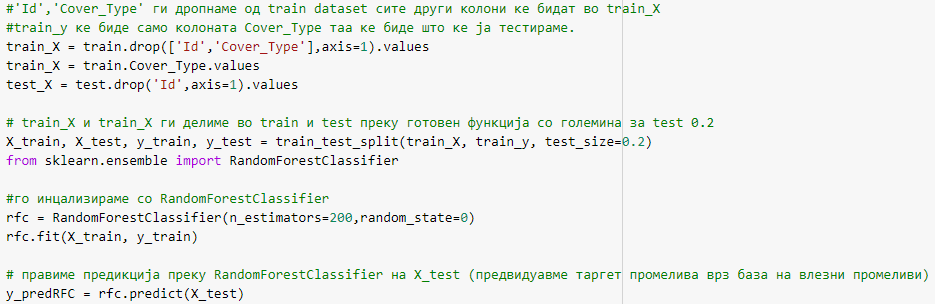 #'Id','Cover_Type' ги дропнаме од train dataset сите други колони ке бидат во train_X
#train_y ке биде само колоната Cover_Type таа ке биде што ке ја тестираме.
train_X = train.drop(['Id','Cover_Type'],axis=1).values
train_X = train.Cover_Type.values
test_X = test.drop('Id',axis=1).values
# train_X и train_X ги делиме во train и test преку готовен функција со големина за test 0.2
X_train, X_test, y_train, y_test = train_test_split(train_X, train_y, test_size=0.2)
from sklearn.ensemble import RandomForestClassifier
#го инцализираме со RandomForestClassifier
rfc = RandomForestClassifier(n_estimators=200,random_state=0)
rfc.fit(X_train, y_train)
# правиме предикција преку RandomForestClassifier на X_test (предвидуавме таргет промелива врз база на влезни промеливи)
y_predRFC = rfc.predict(X_test)